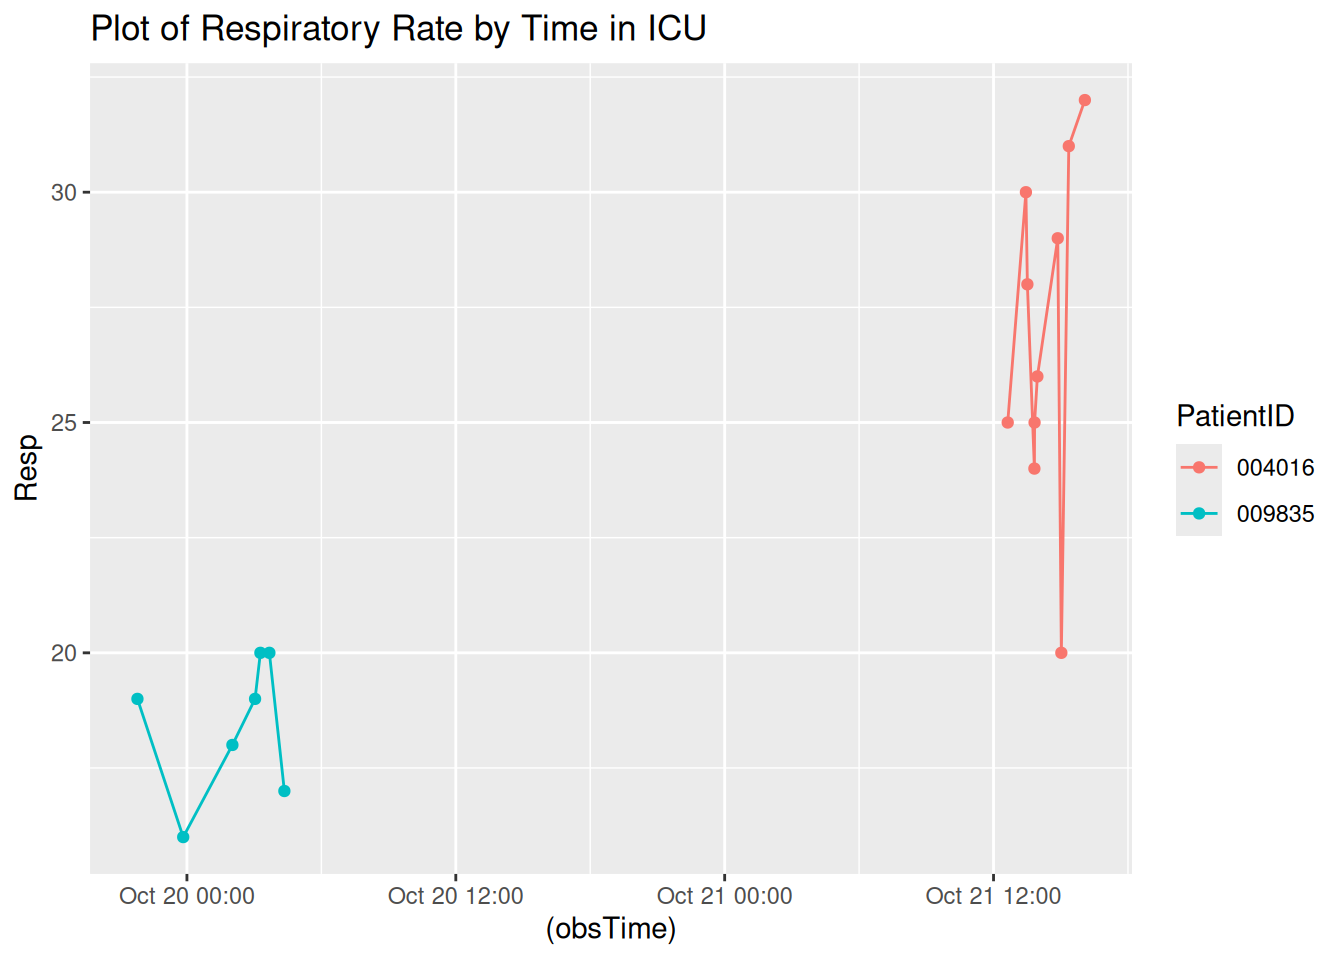 Plot of Respiratory Rate by Time in ICU
Resp
30
25
20
Oct 20 00:00
Oct 20 12:00
Oct 21 00:00
Oct 21 12:00
(obsTime)
PatientID
004016
009835